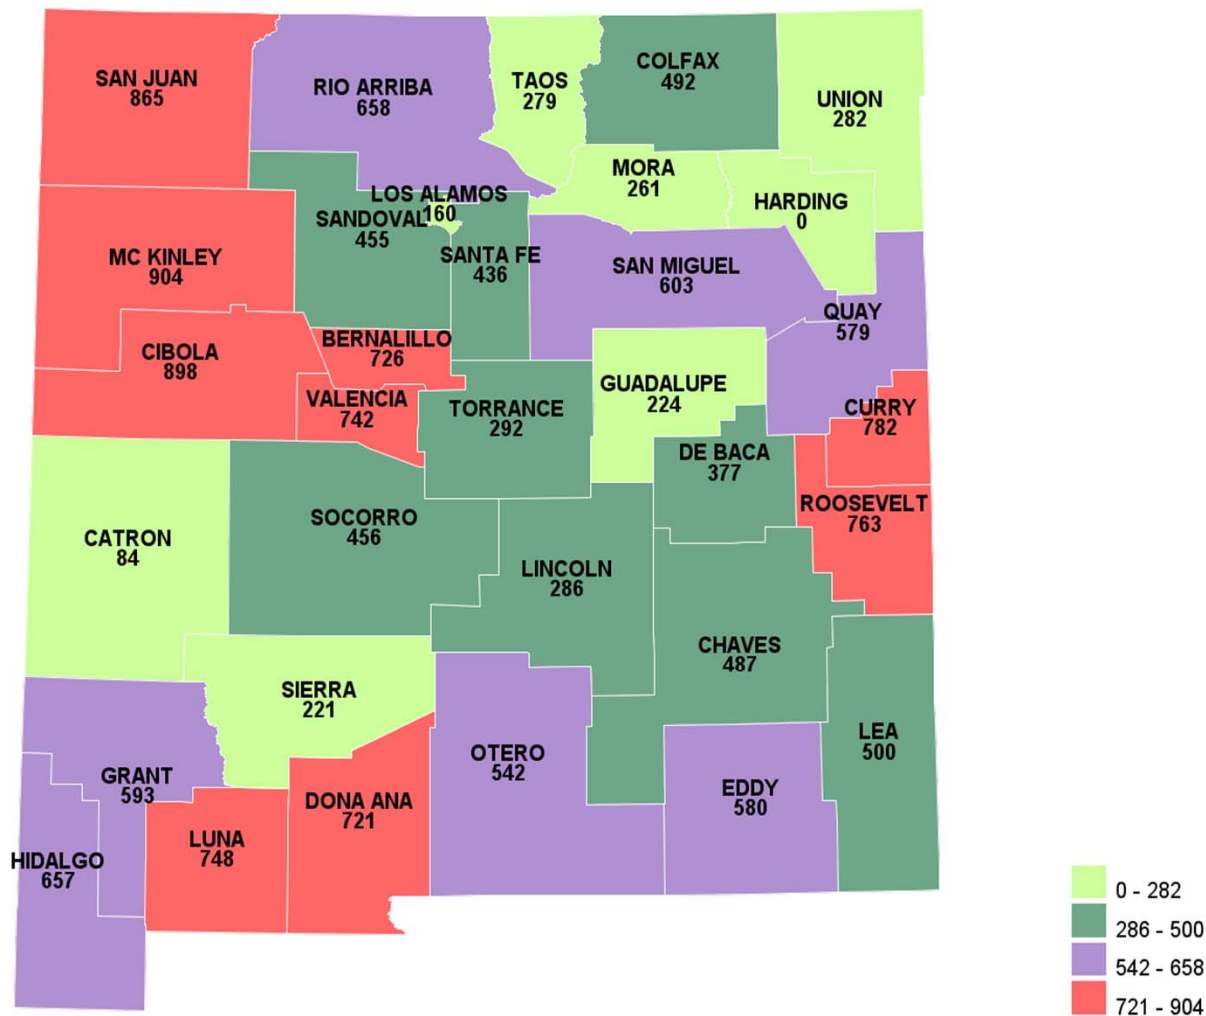 SAN JUAN
865
RIO ARRIBA
658
TAOS
279
COLFAX
492
UNION
282
MORA
261
HARDING
0
LOS ALAMOS
160
SANDOVAL
455
SANTA FE
436
MC KINLEY
904
SAN MIGUEL
603
QUAY
579
BERNALILLO
726
CIBOLA
898
VALENCIA
742
TORRANCE
292
GUADALUPE
224
CURRY
782
DE BACA
377
ROOSEVELT
763
CATRON
84
SOCORRO
456
LINCOLN
286
CHAVES
487
SIERRA
221
LEA
500
OTERO
542
GRANT
593
EDDY
580
DONA ANA
721
LUNA
748
HIDALGO
657
0 - 282
286 - 500
542 - 658
721 - 904